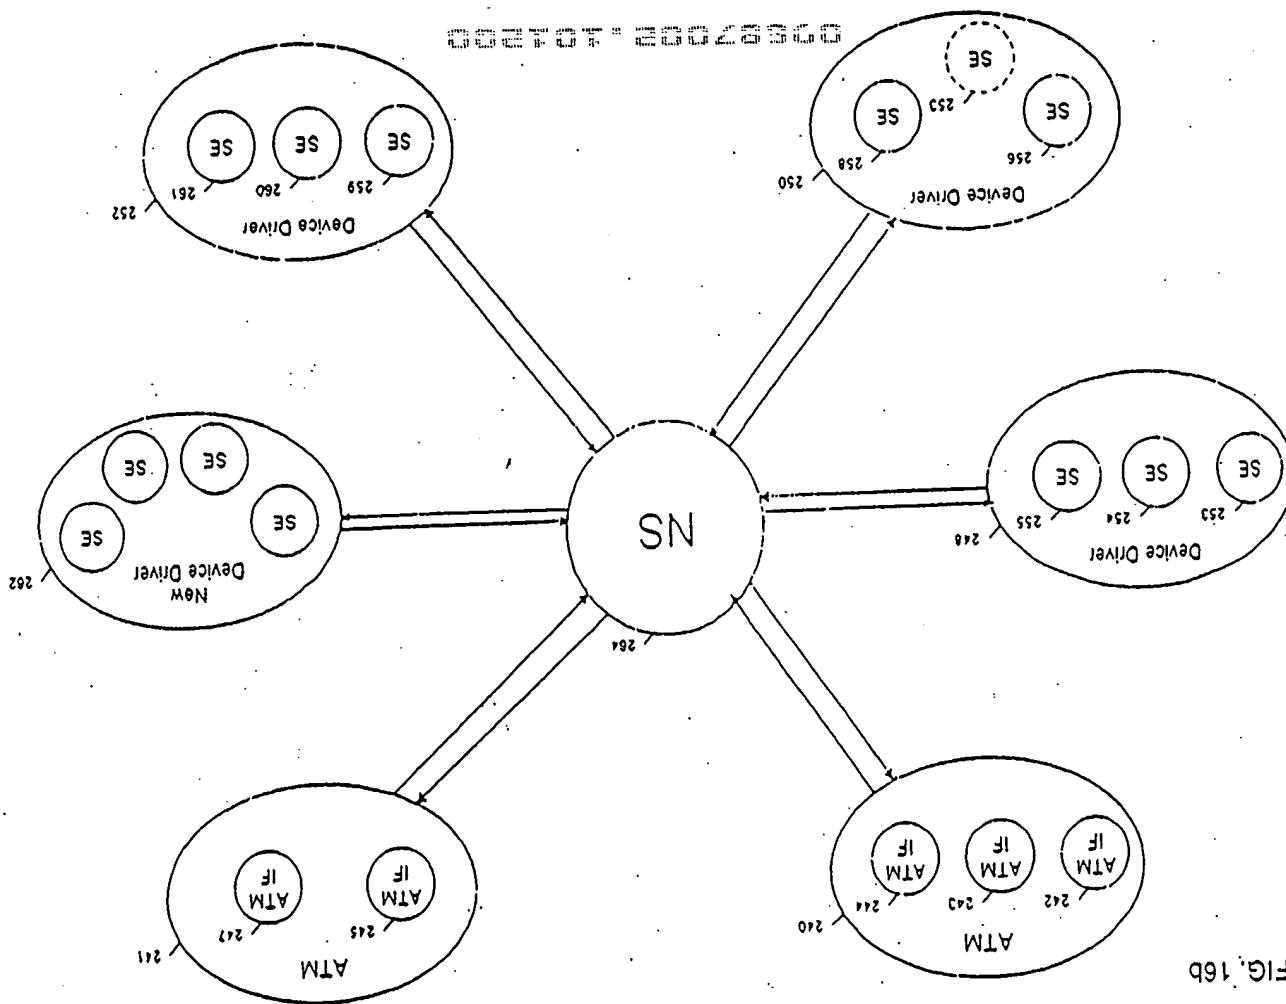 FIG. 16b
ATM
240
242
243
244
ATM
IF
ATM
IF
ATM
IF
ATM
241
245
247
ATM
IF
ATM
IF
264
SN
Device Driver
248
253
254
255
SE
SE
SE
New
Device Driver
262
SE
SE
SE
SE
Device Driver
250
256
253
258
SE
SE
SE
Device Driver
252
259
260
261
SE
SE
SE